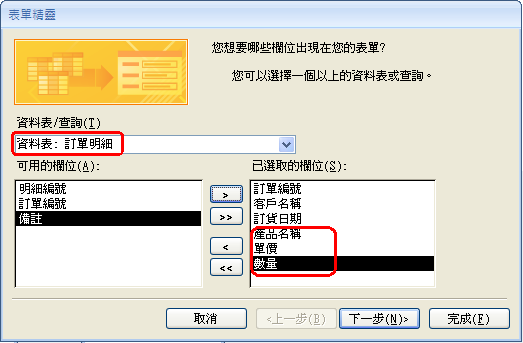 表單精靈
您想要哪些欄位出現在您的表單?
您可以選擇一個以上的資料表或查詢。
資料表/查詢(T)
資料表: 訂單明細
可用的欄位(A):
已選取的欄位(S):
明細編號
訂單編號
備註
>
>>
<
<<
訂單編號
客戶名稱
訂貨日期
產品名稱
單價
數量
取消
<上一步(B)
下一步(N)>
完成(F)